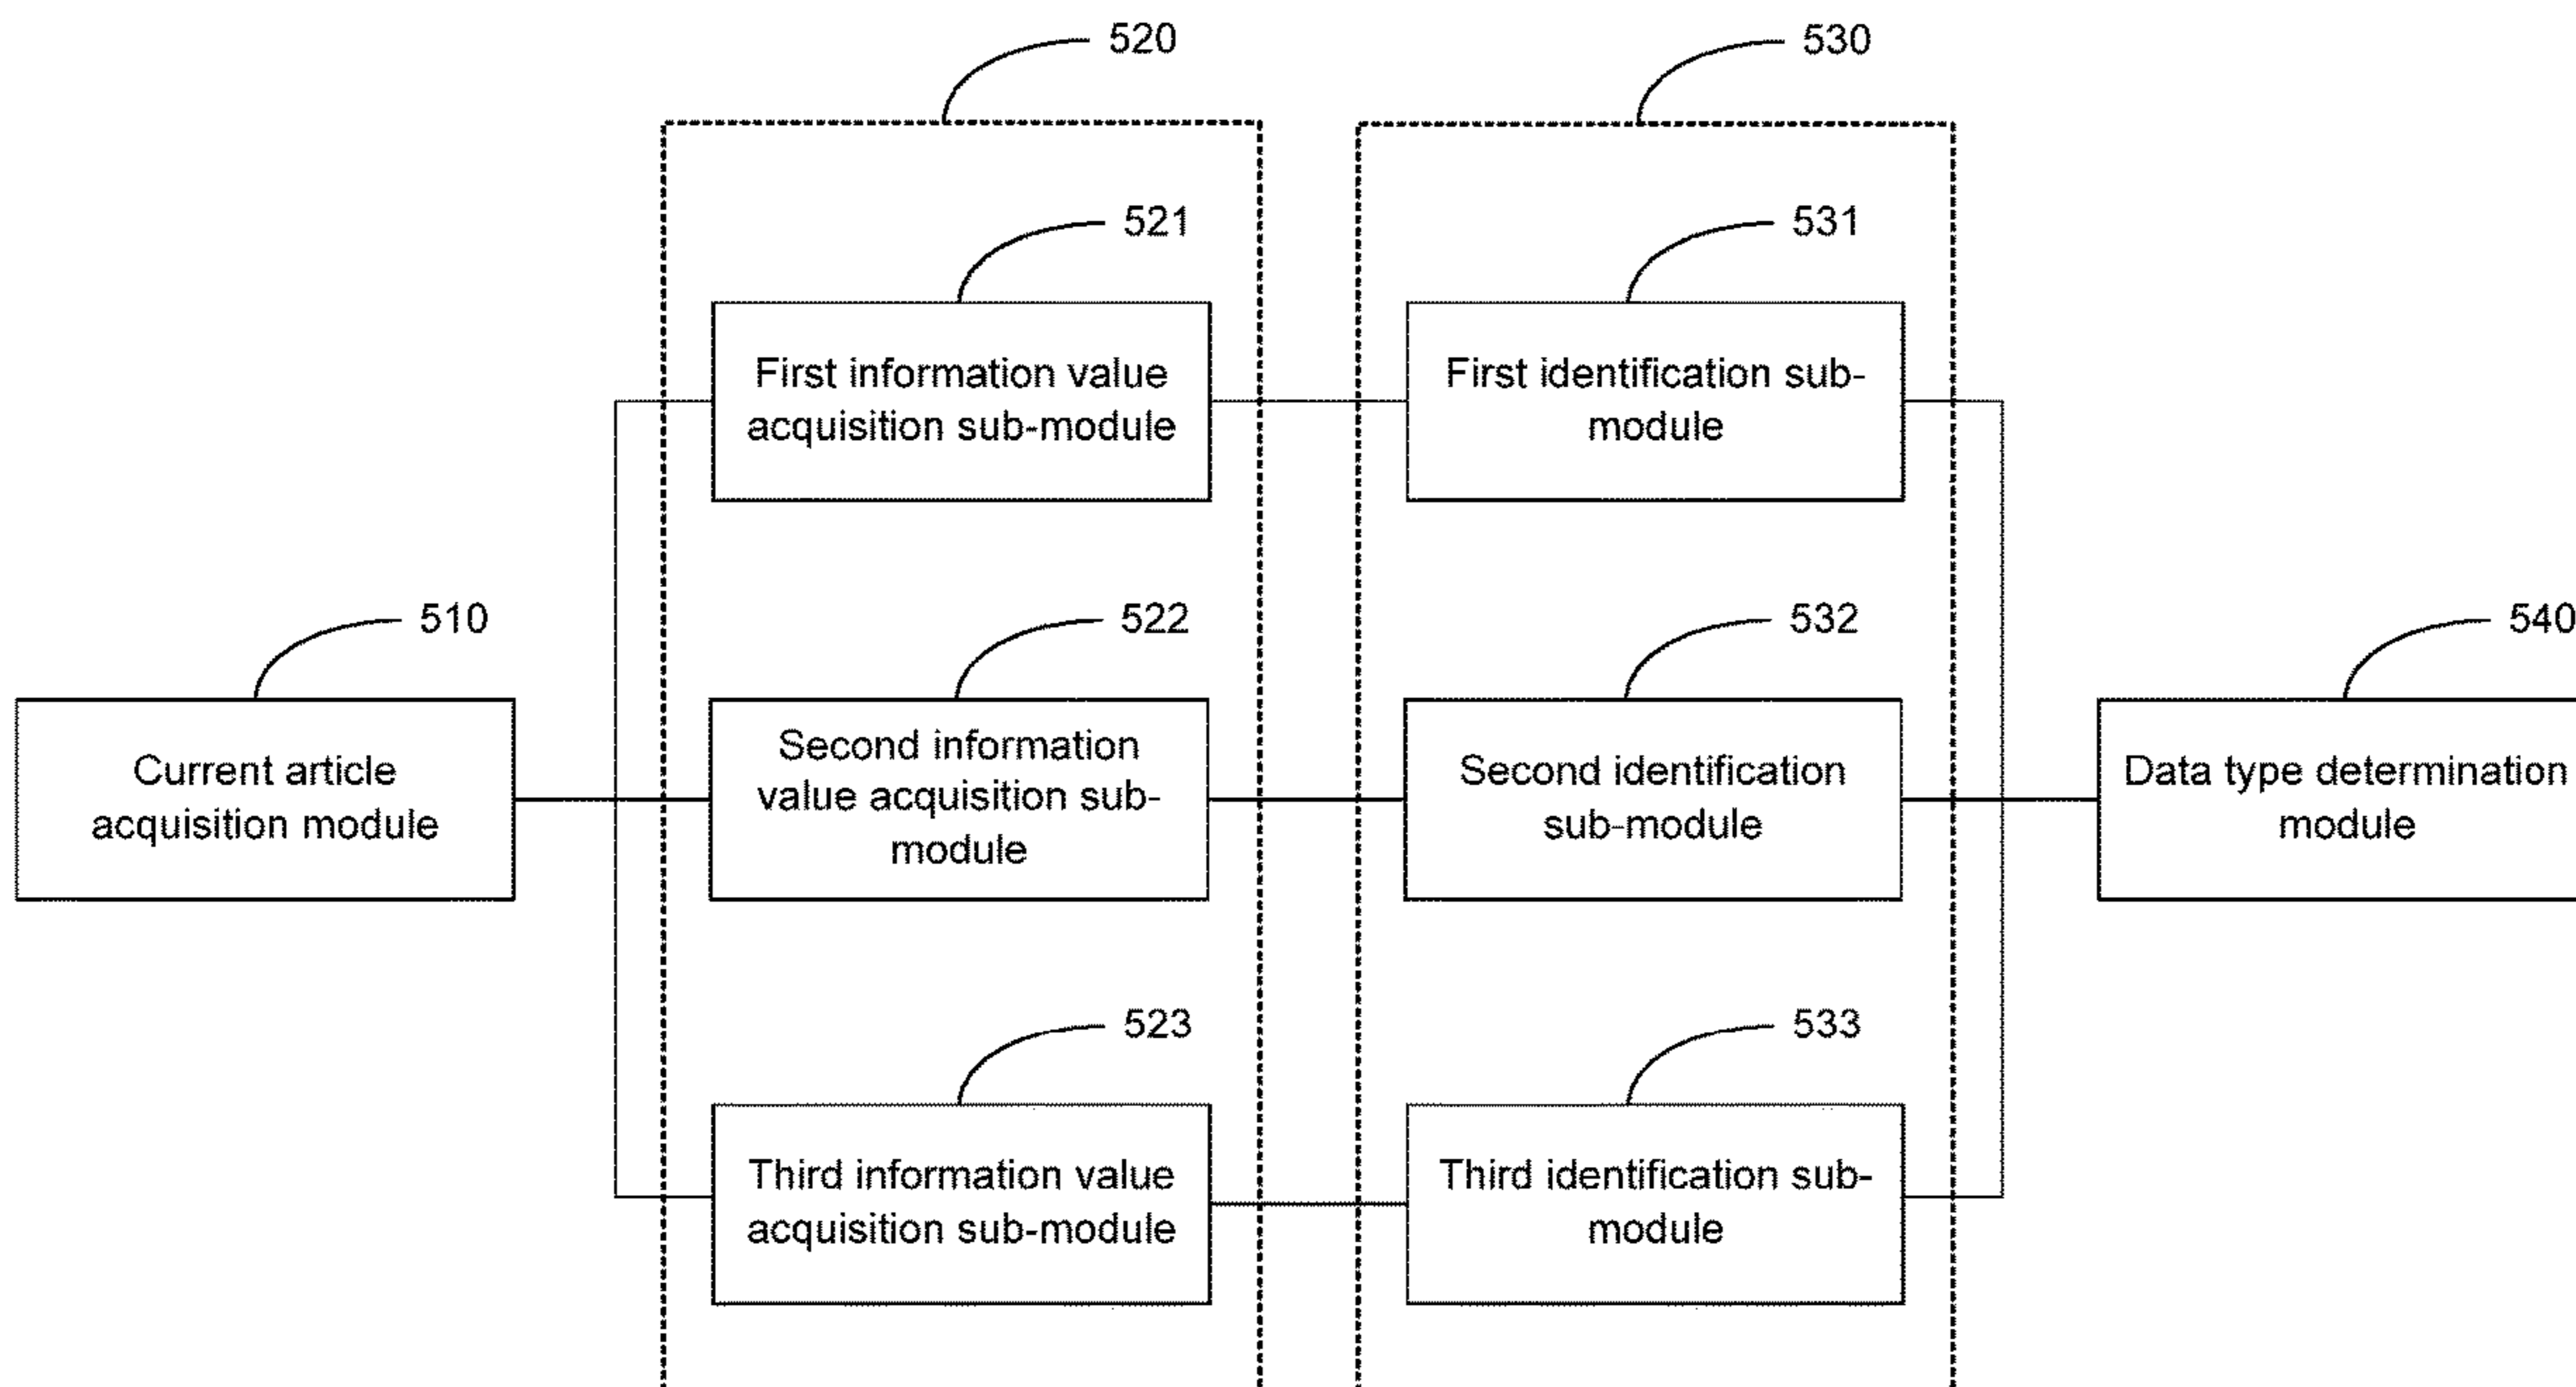 520
530
521
531
First information value
acquisition sub-module
First identification sub-
module
510
522
532
540
Current article
acquisition module
Second information
value acquisition sub-
module
Second identification
sub-module
Data type determination
module
523
533
Third information value
acquisition sub-module
Third identification sub-
module